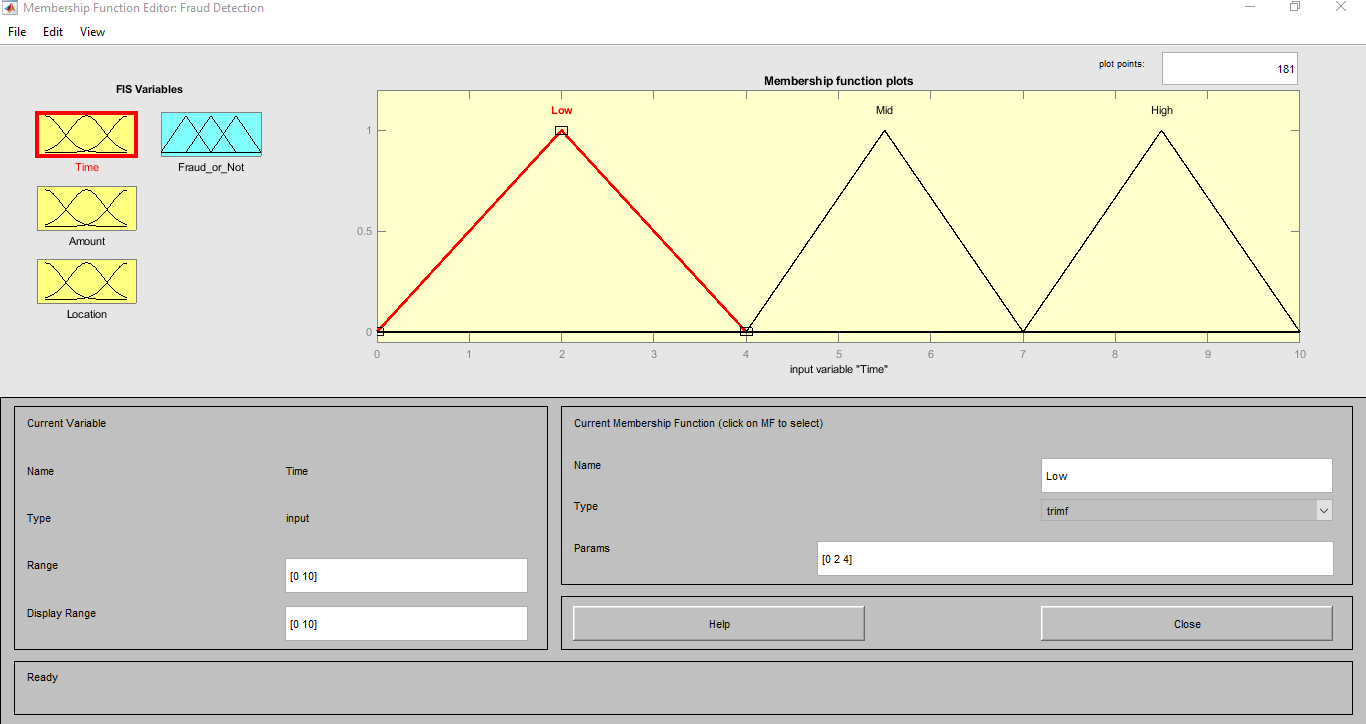 Membership Function Editor: Fraud Detection
File Edit View
plot points: 181
FIS Variables
Time
Fraud_or_Not
Amount
Location
Membership function plots
Low Mid High
1
0.5
0
0 1 2 3 4 5 6 7 8 9 10
input variable "Time"
Current Variable
Name Time
Type input
Range [0 10]
Display Range [0 10]
Current Membership Function (click on MF to select)
Name Low
Type trimf
Params [0 2 4]
Help Close
Ready